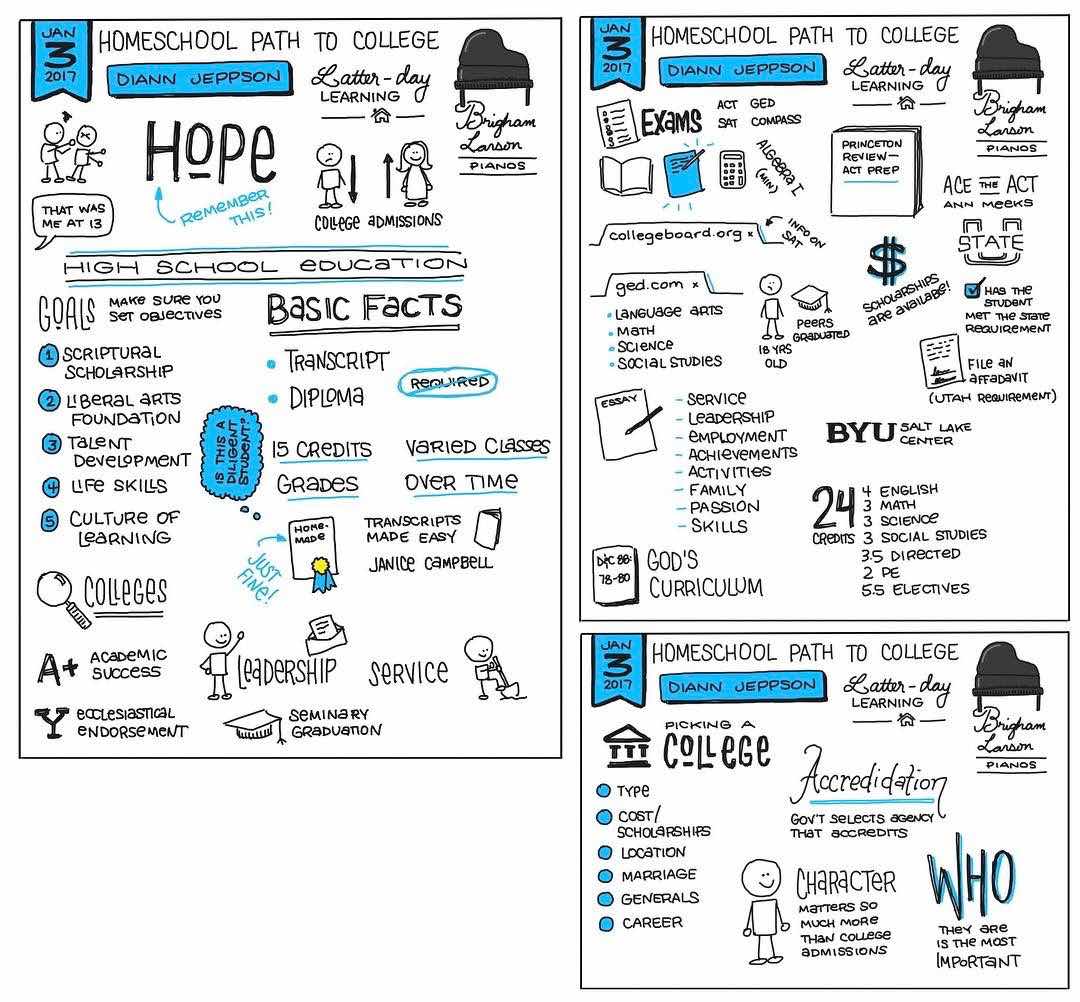 JAN
3
2017
HOMESCHOOL PATH TO COLLEGE
DIANN JEPPSON
Latter-day
LEARNING
Brigham
Larson
PIANOS
HOPE
REMEMBER
THIS!
THAT WAS
ME AT 13
COLLEGE ADMISSIONS
HIGH SCHOOL EDUCATION
GOALS
MAKE SURE YOU
SET OBJECTIVES
1 SCRIPTURAL
SCHOLARSHIP
2 LIBERAL ARTS
FOUNDATION
3 TALENT
DEVELOPMENT
4 LIFE SKILLS
5 CULTURE OF
LEARNING
BASIC FACTS
• TRANSCRIPT
• DIPLOMA
REQUIRED
IS THIS A
DILIGENT
STUDENT?
15 CREDITS
VARIED CLASSES
GRADES
OVER TIME
HOME-
MADE
JUST
FINE!
TRANSCRIPTS
MADE EASY
JANICE CAMPBELL
COLLEGES
A+ ACADEMIC
SUCCESS
LEADERSHIP
SERVICE
Y ECCLESIASTICAL
ENDORSEMENT
SEMINARY
GRADUATION
JAN
3
2017
HOMESCHOOL PATH TO COLLEGE
DIANN JEPPSON
Latter-day
LEARNING
Brigham
Larson
PIANOS
EXAMS
ACT GED
SAT COMPASS
ALGEBRA I
(MIN)
PRINCETON
REVIEW—
ACT PREP
ACE THE ACT
ANN MEEKS
collegeboard.org x
INFO ON
SAT
ged.com x
• LANGUAGE ARTS
• MATH
• SCIENCE
• SOCIAL STUDIES
18 YRS
OLD
PEERS
GRADUATED
$
SCHOLARSHIPS
ARE AVAILABLE!
STATE
HAS THE
STUDENT
MET THE STATE
REQUIREMENT
FILE AN
AFFADAVIT
(UTAH REQUIREMENT)
ESSAY
– SERVICE
– LEADERSHIP
– EMPLOYMENT
– ACHIEVEMENTS
– ACTIVITIES
– FAMILY
– PASSION
– SKILLS
BYU SALT LAKE
CENTER
24
CREDITS
4 ENGLISH
3 MATH
3 SCIENCE
3 SOCIAL STUDIES
3.5 DIRECTED
2 PE
5.5 ELECTIVES
D&C 88:
78-80
GOD'S
CURRICULUM
JAN
3
2017
HOMESCHOOL PATH TO COLLEGE
DIANN JEPPSON
Latter-day
LEARNING
Brigham
Larson
PIANOS
PICKING A
COLLEGE
TYPE
COST/
SCHOLARSHIPS
LOCATION
MARRIAGE
GENERALS
CAREER
Accredidation
GOV'T SELECTS AGENCY
THAT ACCREDITS
CHARACTER
MATTERS SO
MUCH MORE
THAN COLLEGE
ADMISSIONS
WHO
THEY ARE
IS THE MOST
IMPORTANT